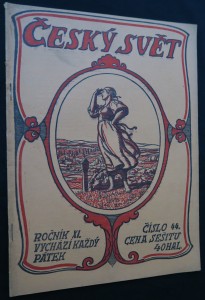 ČESKÝ SVĚT
ROČNÍK XI.
VYCHÁZÍ KAŽDÝ
PÁTEK
ČÍSLO 44.
CENA SEŠITU
40 HAL.